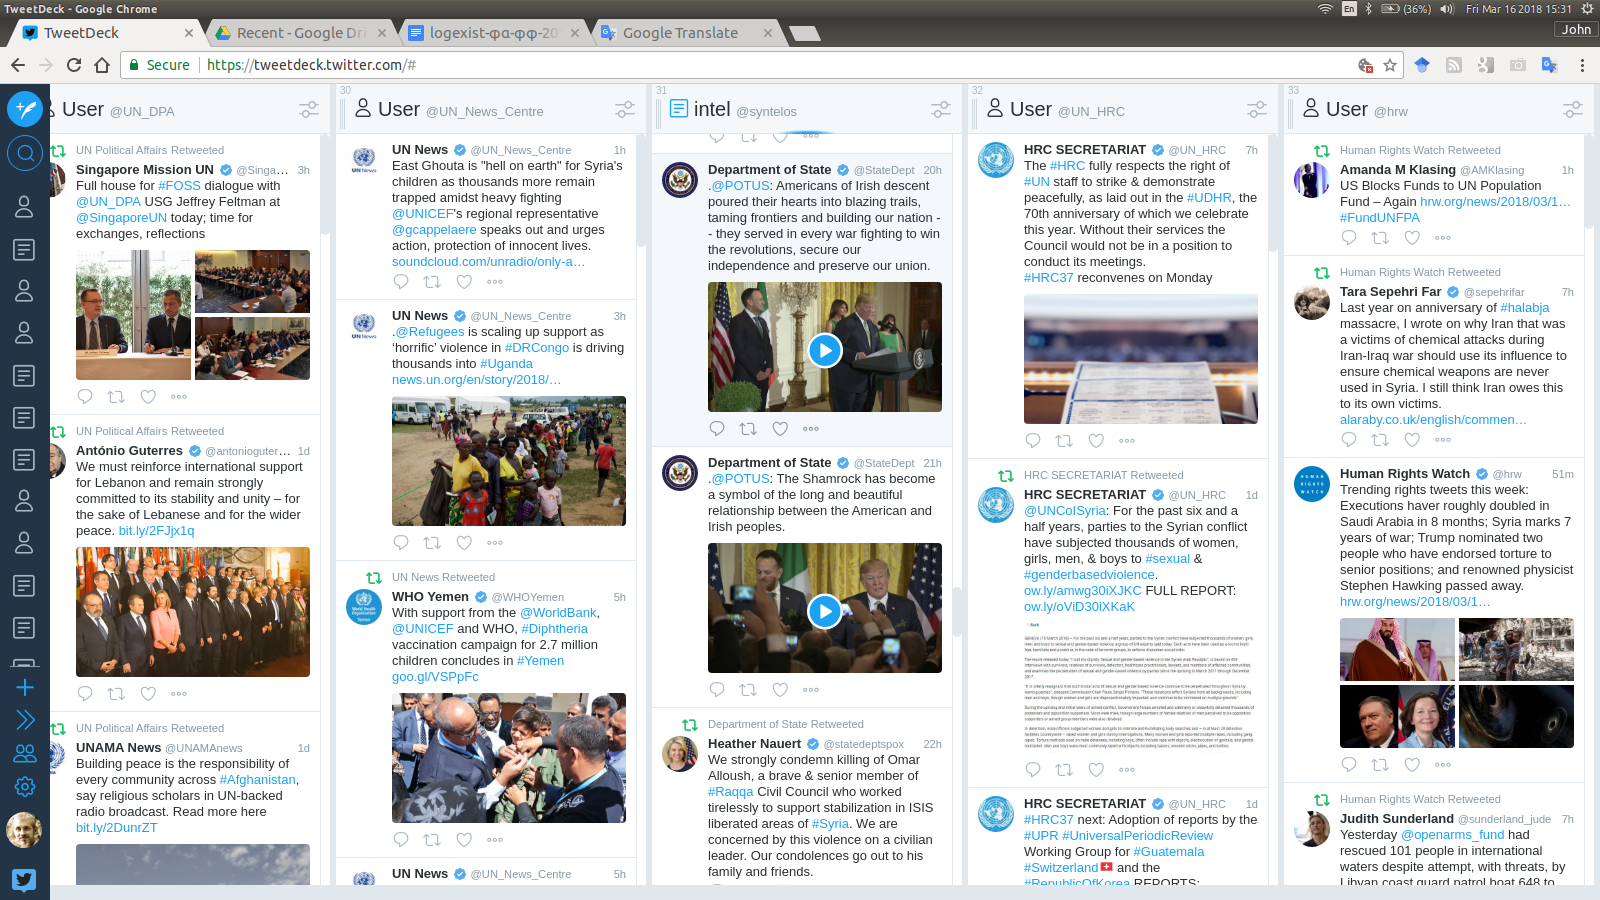 TweetDeck - Google Chrome
En
(36%)
Fri Mar 16 2018 15:31
TweetDeck
Recent - Google Dri
logexist-φα-φφ-20
Google Translate
John
Secure
https://tweetdeck.twitter.com/#
User @UN_DPA
UN Political Affairs Retweeted
Singapore Mission UN @Singa... 3h
Full house for #FOSS dialogue with
@UN_DPA USG Jeffrey Feltman at
@SingaporeUN today; time for
exchanges, reflections
UN Political Affairs Retweeted
António Guterres @antonioguter... 1d
We must reinforce international support
for Lebanon and remain strongly
committed to its stability and unity – for
the sake of Lebanese and for the wider
peace. bit.ly/2FJjx1q
UN Political Affairs Retweeted
UNAMA News @UNAMAnews 1d
Building peace is the responsibility of
every community across #Afghanistan,
say religious scholars in UN-backed
radio broadcast. Read more here
bit.ly/2DunrZT
30
User @UN_News_Centre
UN News @UN_News_Centre 1h
East Ghouta is "hell on earth" for Syria's
children as thousands more remain
trapped amidst heavy fighting
@UNICEF's regional representative
@gcappelaere speaks out and urges
action, protection of innocent lives.
soundcloud.com/unradio/only-a…
UN News @UN_News_Centre 3h
.@Refugees is scaling up support as
‘horrific’ violence in #DRCongo is driving
thousands into #Uganda
news.un.org/en/story/2018/…
UN News Retweeted
WHO Yemen @WHOYemen 5h
With support from the @WorldBank,
@UNICEF and WHO, #Diphtheria
vaccination campaign for 2.7 million
children concludes in #Yemen
goo.gl/VSPpFc
UN News @UN_News_Centre 5h
31
intel @syntelos
Department of State @StateDept 20h
.@POTUS: Americans of Irish descent
poured their hearts into blazing trails,
taming frontiers and building our nation -
- they served in every war fighting to win
the revolutions, secure our
independence and preserve our union.
Department of State @StateDept 21h
.@POTUS: The Shamrock has become
a symbol of the long and beautiful
relationship between the American and
Irish peoples.
Department of State Retweeted
Heather Nauert @statedeptspox 22h
We strongly condemn killing of Omar
Alloush, a brave & senior member of
#Raqqa Civil Council who worked
tirelessly to support stabilization in ISIS
liberated areas of #Syria. We are
concerned by this violence on a civilian
leader. Our condolences go out to his
family and friends.
32
User @UN_HRC
HRC SECRETARIAT @UN_HRC 7h
The #HRC fully respects the right of
#UN staff to strike & demonstrate
peacefully, as laid out in the #UDHR, the
70th anniversary of which we celebrate
this year. Without their services the
Council would not be in a position to
conduct its meetings.
#HRC37 reconvenes on Monday
HRC SECRETARIAT Retweeted
HRC SECRETARIAT @UN_HRC 1d
@UNCoISyria: For the past six and a
half years, parties to the Syrian conflict
have subjected thousands of women,
girls, men, & boys to #sexual &
#genderbasedviolence.
ow.ly/amwg30iXJKC FULL REPORT:
ow.ly/oViD30iXKaK
HRC SECRETARIAT @UN_HRC 1d
#HRC37 next: Adoption of reports by the
#UPR #UniversalPeriodicReview
Working Group for #Guatemala
#Switzerland and the
#RepublicOfKorea REPORTS:
33
User @hrw
Human Rights Watch Retweeted
Amanda M Klasing @AMKlasing 1h
US Blocks Funds to UN Population
Fund – Again hrw.org/news/2018/03/1…
#FundUNFPA
Human Rights Watch Retweeted
Tara Sepehri Far @sepehrifar 7h
Last year on anniversary of #halabja
massacre, I wrote on why Iran that was
a victims of chemical attacks during
Iran-Iraq war should use its influence to
ensure chemical weapons are never
used in Syria. I still think Iran owes this
to its own victims.
alaraby.co.uk/english/commen…
Human Rights Watch @hrw 51m
Trending rights tweets this week:
Executions haver roughly doubled in
Saudi Arabia in 8 months; Syria marks 7
years of war; Trump nominated two
people who have endorsed torture to
senior positions; and renowned physicist
Stephen Hawking passed away.
hrw.org/news/2018/03/1…
Human Rights Watch Retweeted
Judith Sunderland @sunderland_jude 7h
Yesterday @openarms_fund had
rescued 101 people in international
waters despite attempt, with threats, by
Libyan coast guard patrol boat 648 to